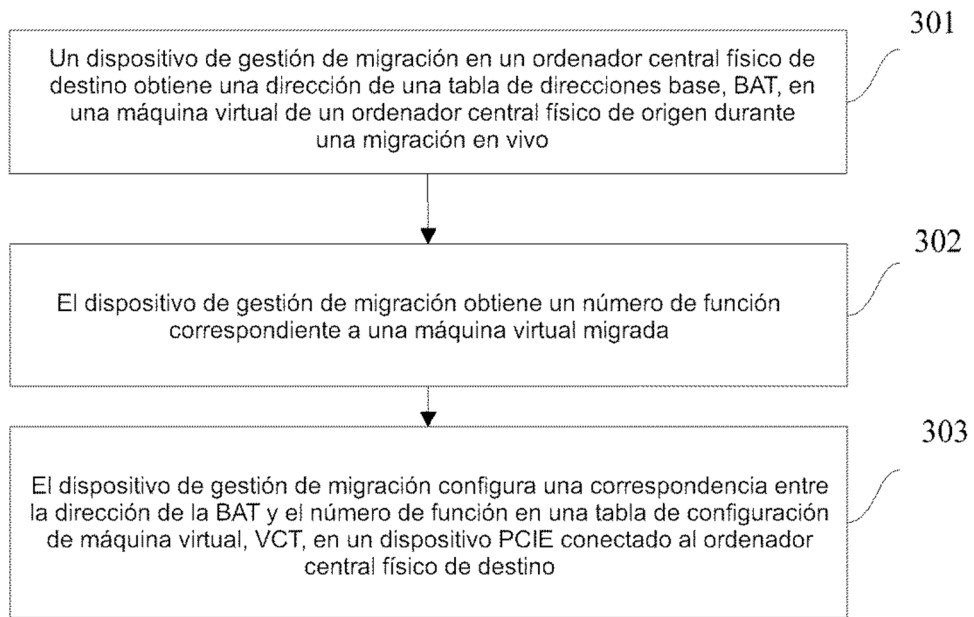 301
Un dispositivo de gestión de migración en un ordenador central físico de
destino obtiene una dirección de una tabla de direcciones base, BAT, en
una máquina virtual de un ordenador central físico de origen durante
una migración en vivo
302
El dispositivo de gestión de migración obtiene un número de función
correspondiente a una máquina virtual migrada
303
El dispositivo de gestión de migración configura una correspondencia entre
la dirección de la BAT y el número de función en una tabla de configuración
de máquina virtual, VCT, en un dispositivo PCIE conectado al ordenador
central físico de destino